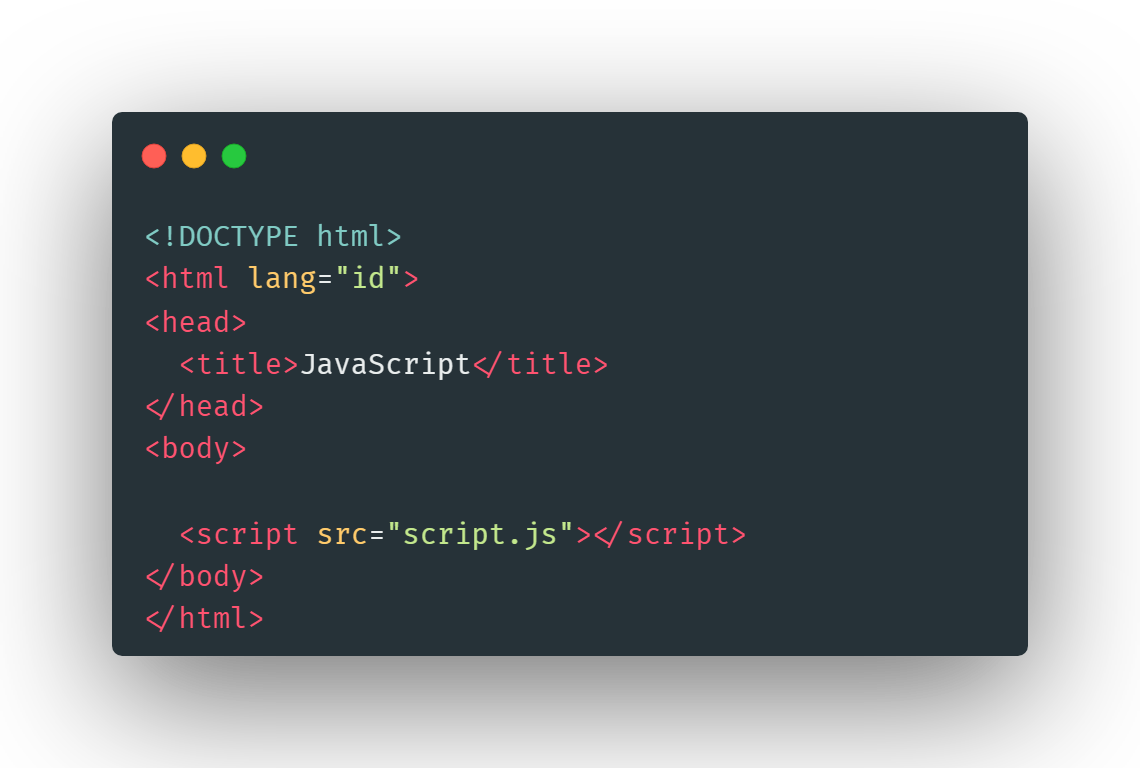 <!DOCTYPE html>
<html lang="id">
<head>
  <title>JavaScript</title>
</head>
<body>

  <script src="script.js"></script>
</body>
</html>